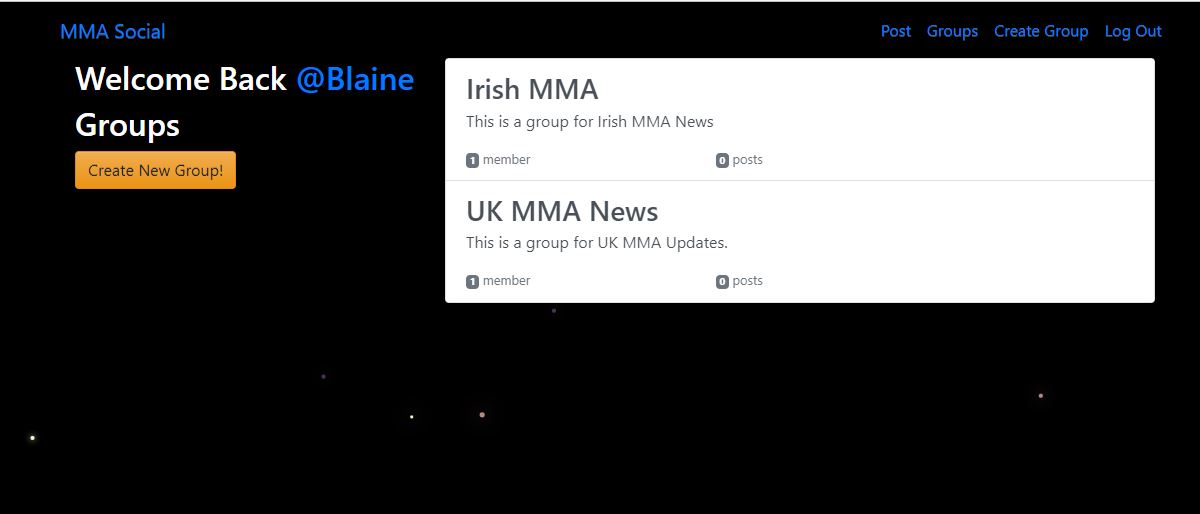 MMA Social
Post Groups Create Group Log Out
Welcome Back @Blaine
Groups
Create New Group!
Irish MMA
This is a group for Irish MMA News
1 member 0 posts
UK MMA News
This is a group for UK MMA Updates.
1 member 0 posts